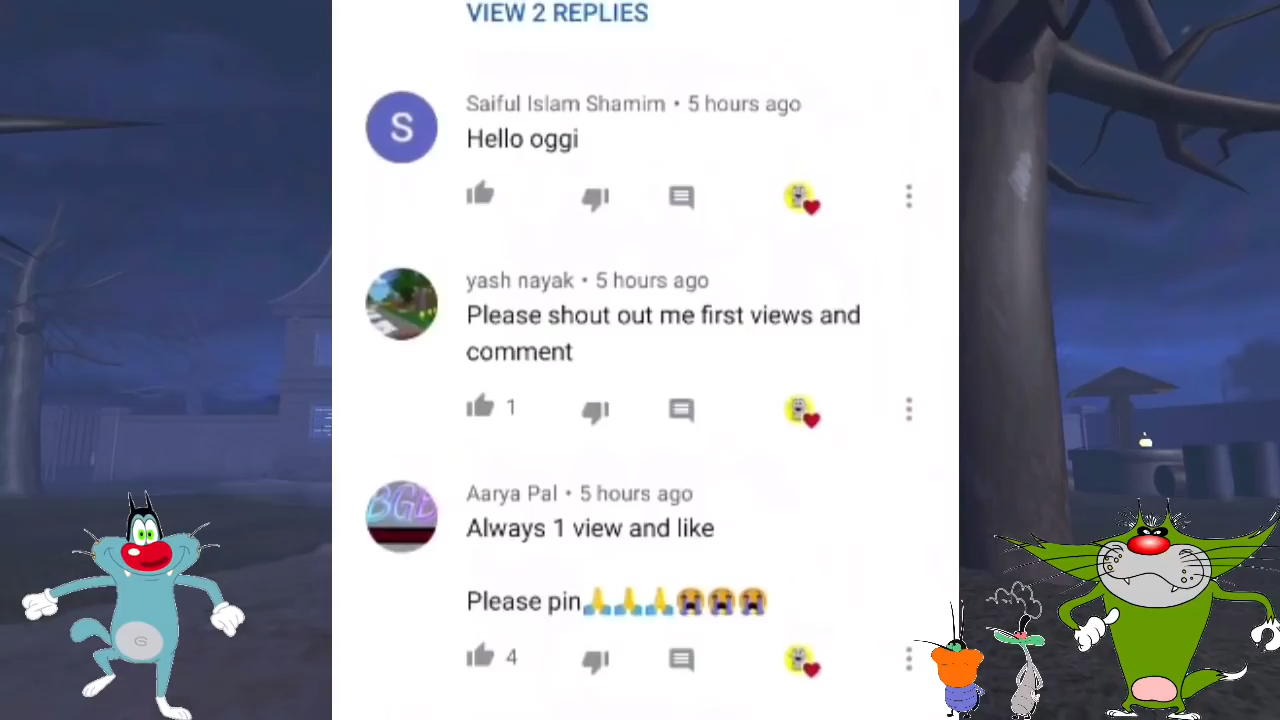 VIEW 2 REPLIES
S
Saiful Islam Shamim • 5 hours ago
Hello oggi
yash nayak • 5 hours ago
Please shout out me first views and
comment
1
Aarya Pal • 5 hours ago
Always 1 view and like
Please pin🙏🙏🙏😭😭😭
4